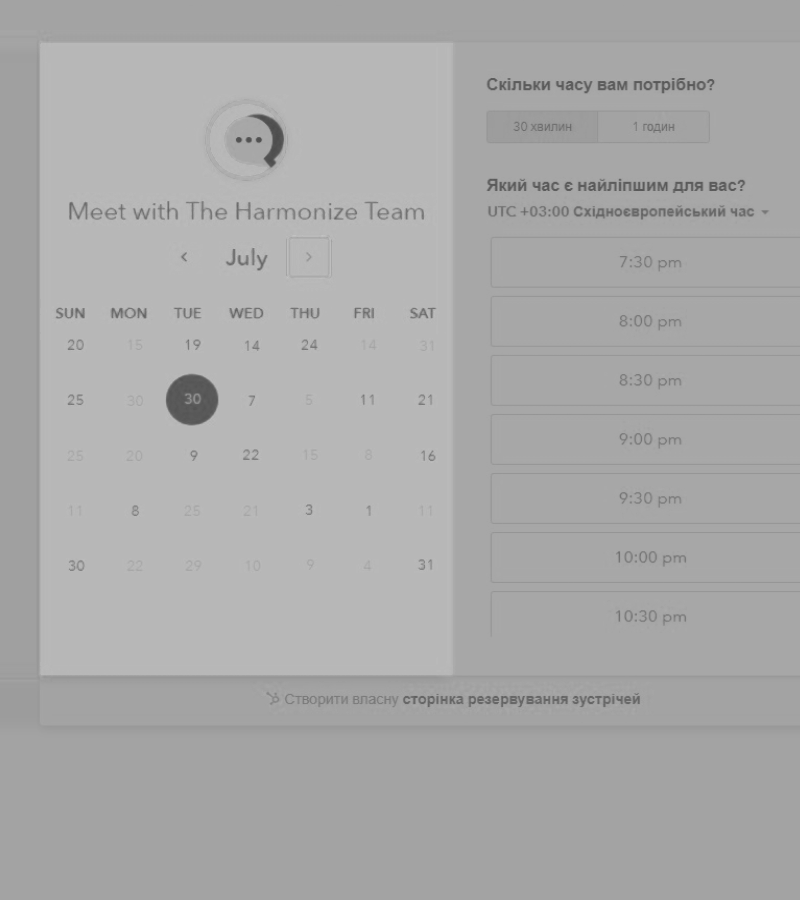 Meet with The Harmonize Team
July
SUN MON TUE WED THU FRI SAT
20 15 19 14 24 14 31
25 30 30 7 5 11 21
25 20 9 22 15 8 16
11 8 25 21 3 1 11
30 22 29 10 9 4 31
Скільки часу вам потрібно?
30 хвилин 1 годин
Який час є найліпшим для вас?
UTC +03:00 Східноєвропейський час
7:30 pm
8:00 pm
8:30 pm
9:00 pm
9:30 pm
10:00 pm
10:30 pm
Створити власну сторінка резервування зустрічей